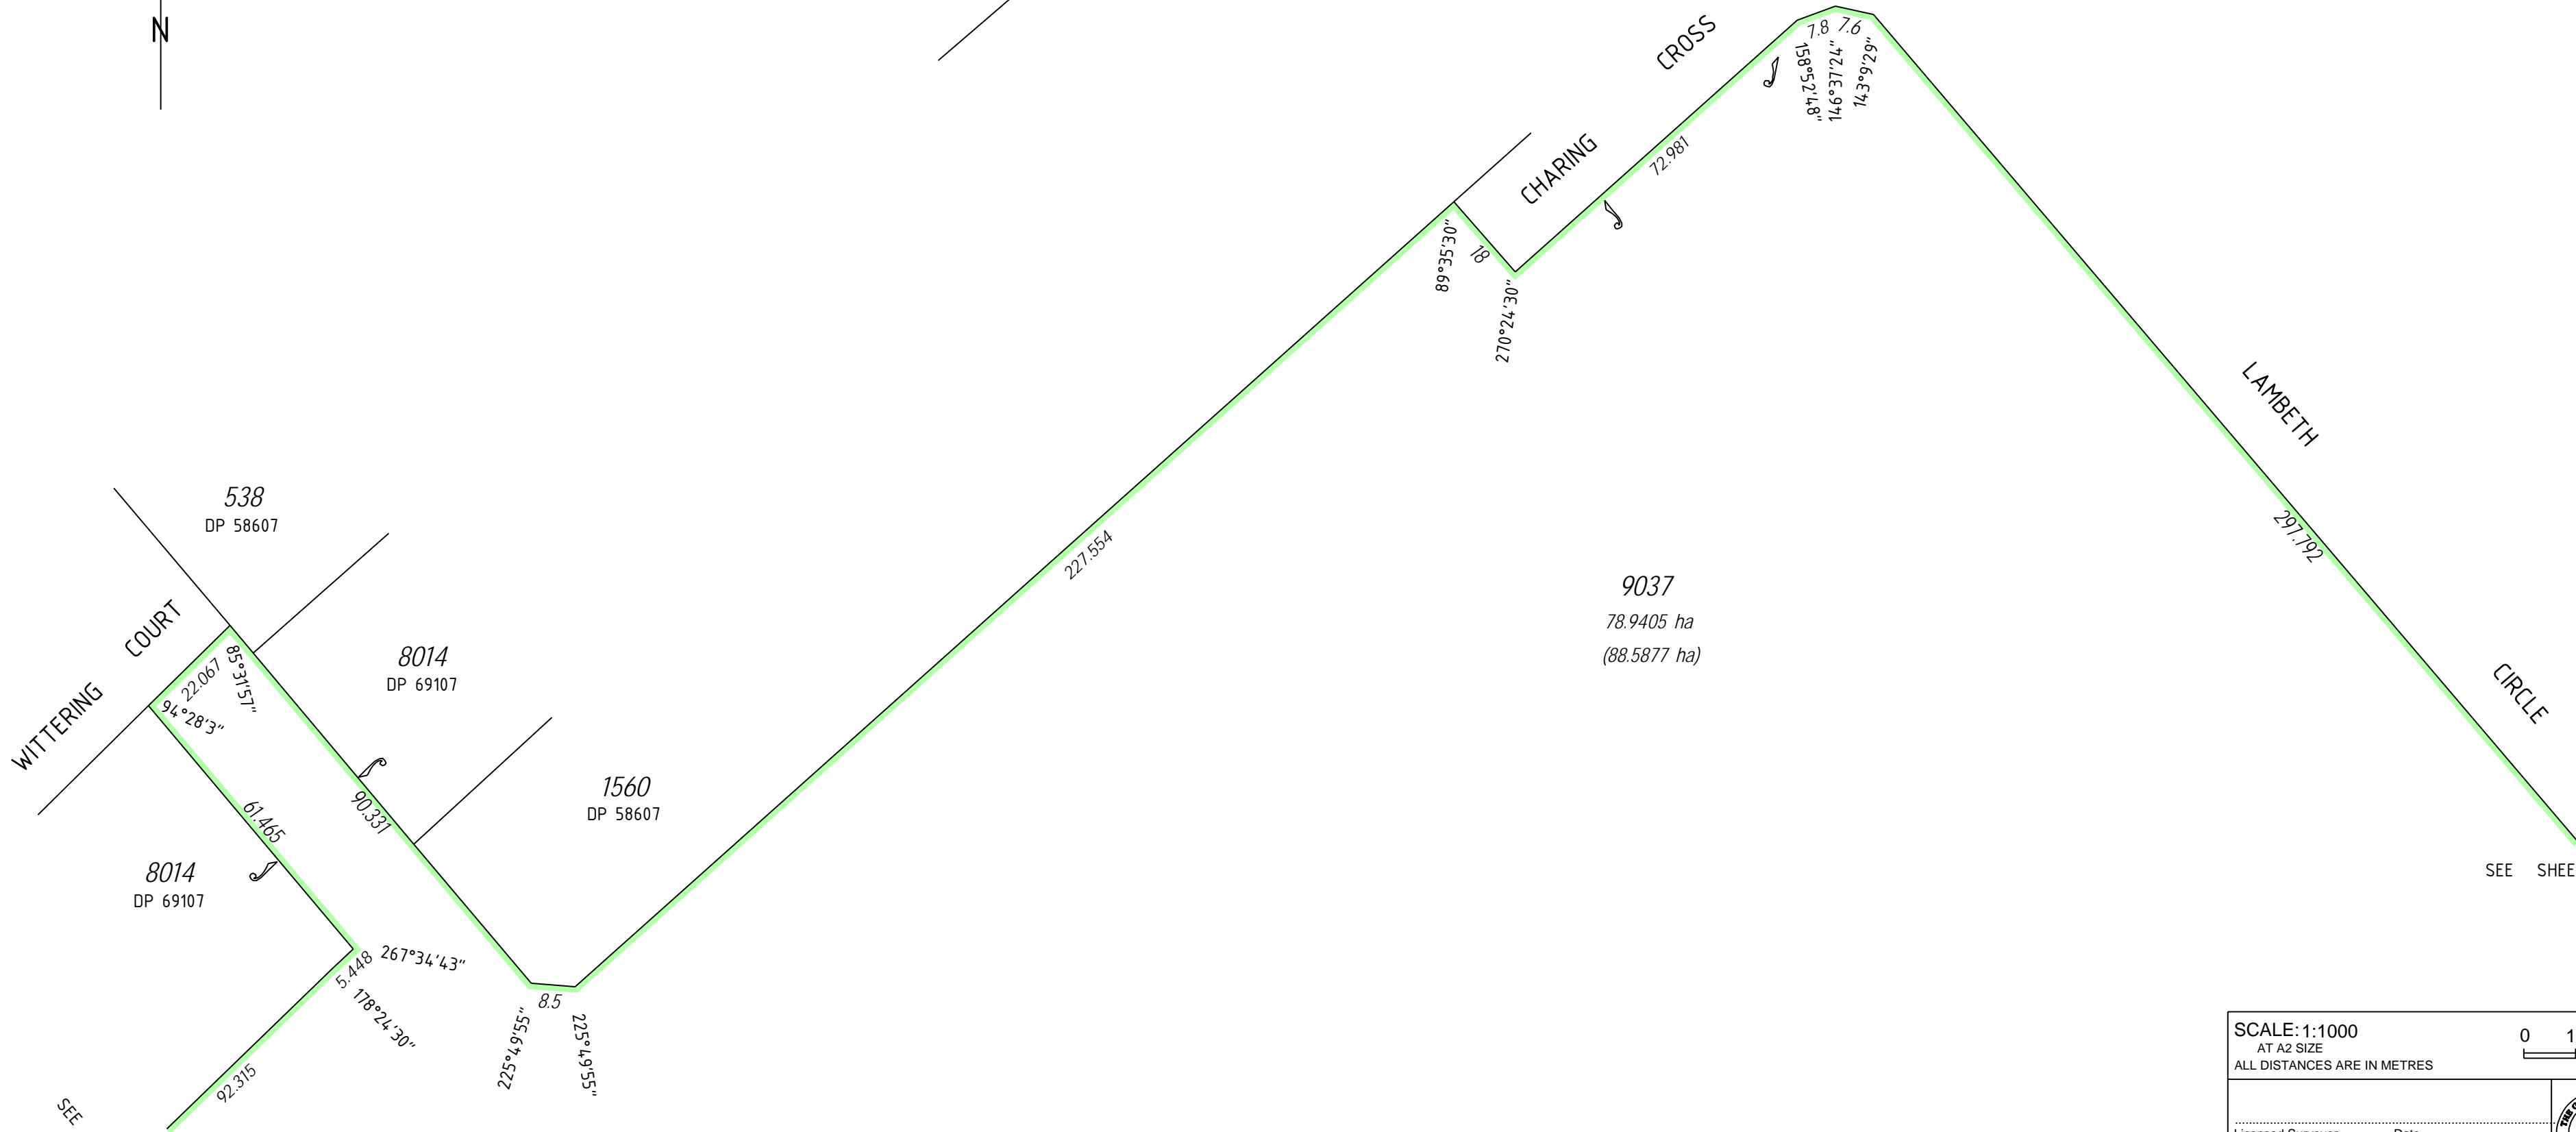 N
CROSS
7.8
7.6
158°52'48"
146°37'24"
143°9'29"
CHARING
72.981
89°35'30"
18
270°24'30"
LAMBETH
297.792
538
DP 58607
227.554
9037
78.9405 ha
(88.5877 ha)
COURT
WITTERING
22.067
85°31'57"
94°28'3"
8014
DP 69107
CIRCLE
90.331
61.465
1560
DP 58607
8014
DP 69107
SEE SHEE
267°34'43"
5.448
178°24'30"
8.5
225°49'55"
225°49'55"
92.315
SEE
SCALE: 1:1000
AT A2 SIZE
ALL DISTANCES ARE IN METRES
0 1